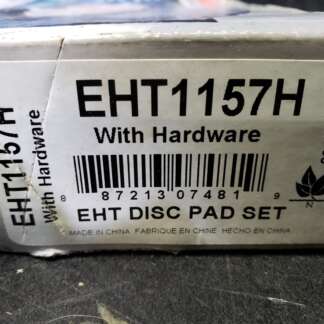 EHT1157H
With Hardware
EHT1157H
With Hardware
8 87213 07481 9
EHT DISC PAD SET
MADE IN CHINA FABRIQUE EN CHINE HECHO EN CHINA